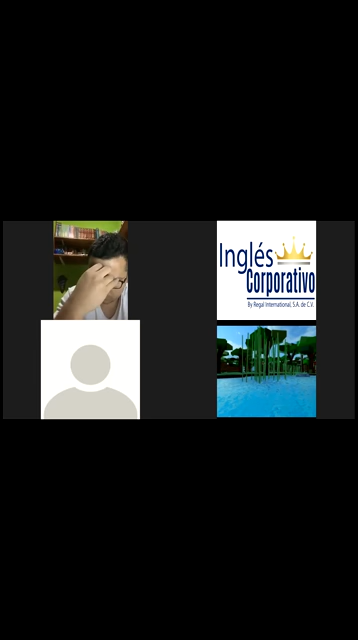 Inglés
Corporativo
By Regal International, S.A. de C.V.